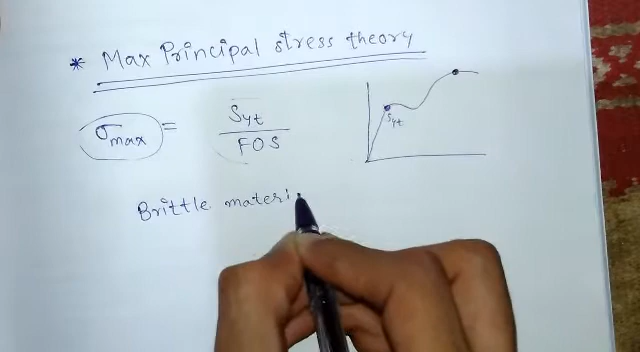 * Max Principal stress theory
σmax = Syt / FOS
Syt
Brittle materi